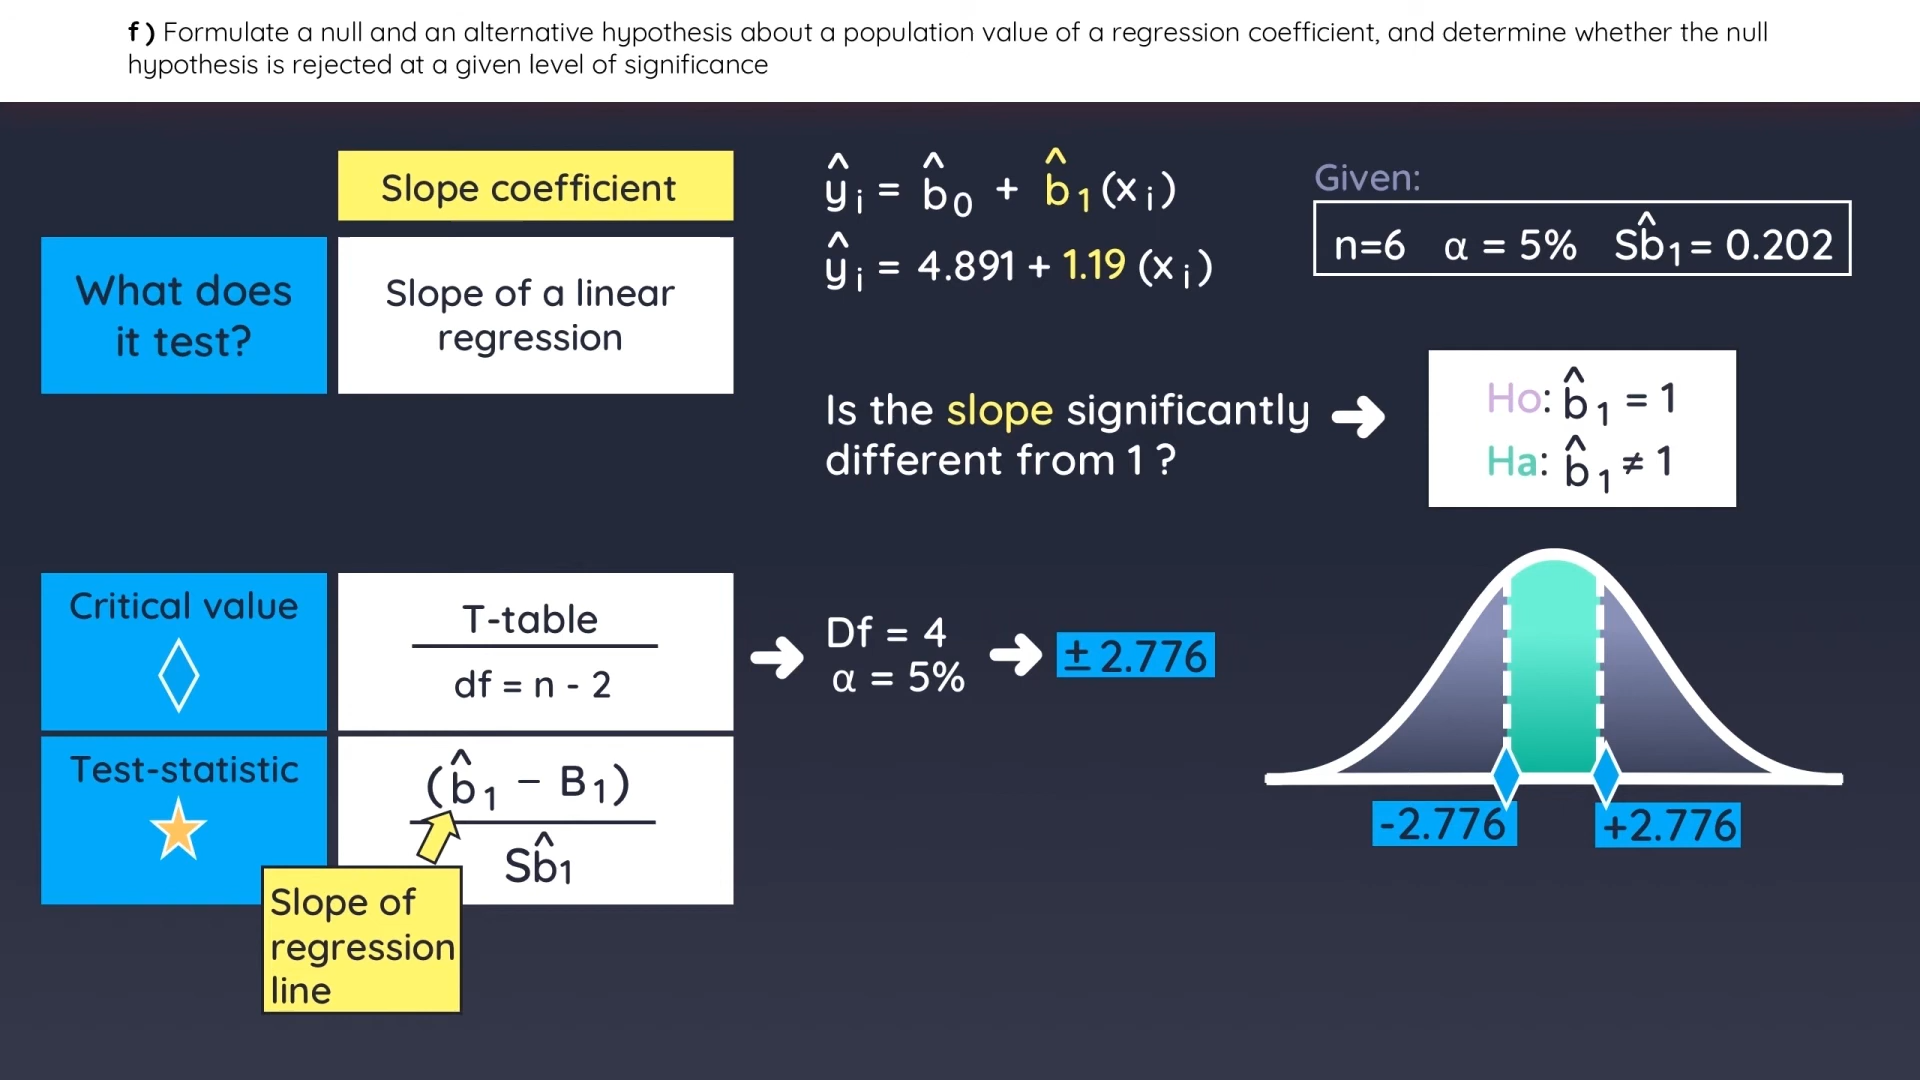 f ) Formulate a null and an alternative hypothesis about a population value of a regression coefficient, and determine whether the null
hypothesis is rejected at a given level of significance
Slope coefficient
What does
it test?
Slope of a linear
regression
ŷᵢ = b̂₀ + b̂₁(xᵢ)
ŷᵢ = 4.891 + 1.19 (xᵢ)
Given:
n=6 α = 5% Sb̂₁= 0.202
Is the slope significantly
different from 1 ?
Ho: b̂₁ = 1
Ha: b̂₁ ≠ 1
Critical value
T-table
df = n - 2
Df = 4
α = 5%
± 2.776
Test-statistic
(b̂₁ − B₁)
Sb̂₁
Slope of
regression
line
-2.776
+2.776